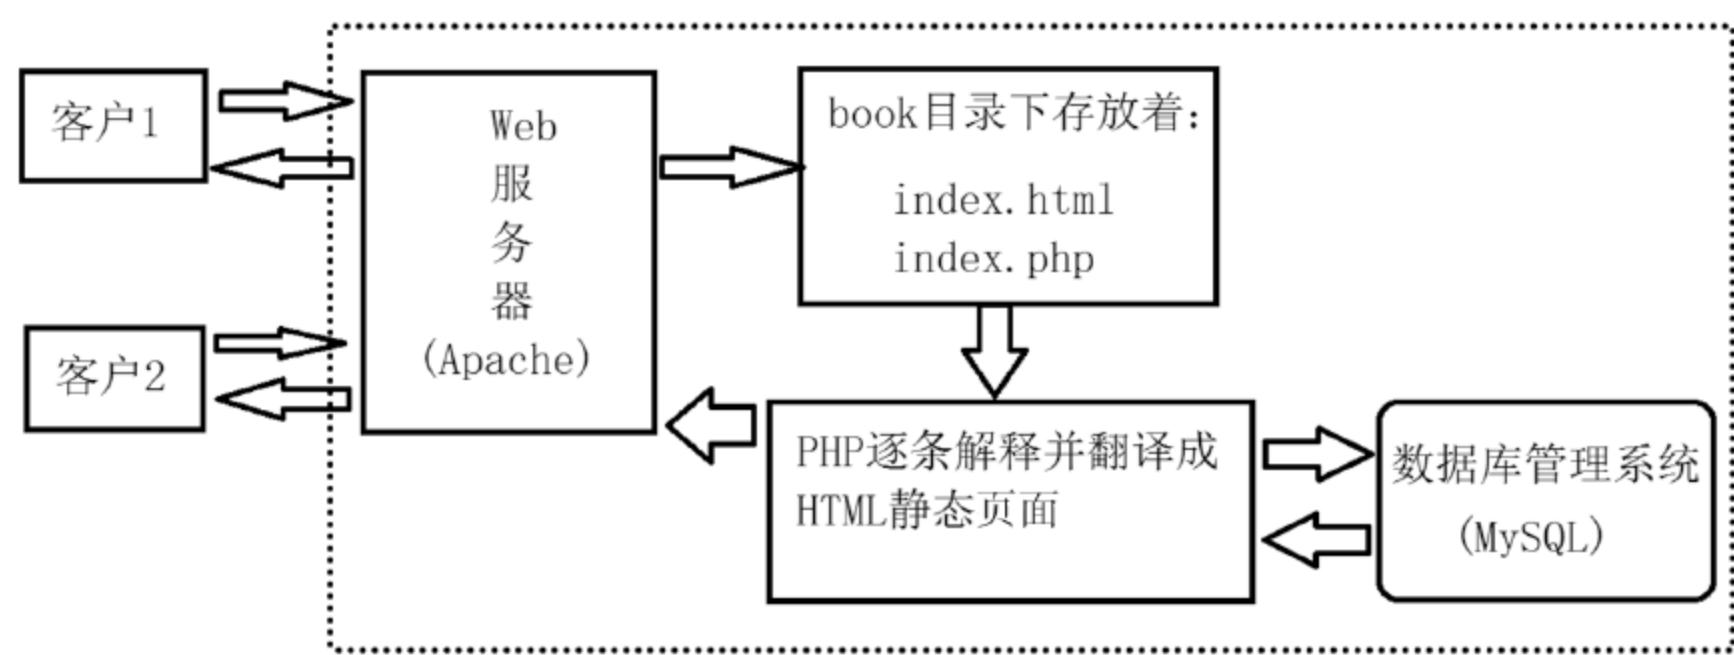 客户1
Web
服
务
器
(Apache)
book目录下存放着：
index.html
index.php
客户2
PHP逐条解释并翻译成
HTML静态页面
数据库管理系统
(MySQL)